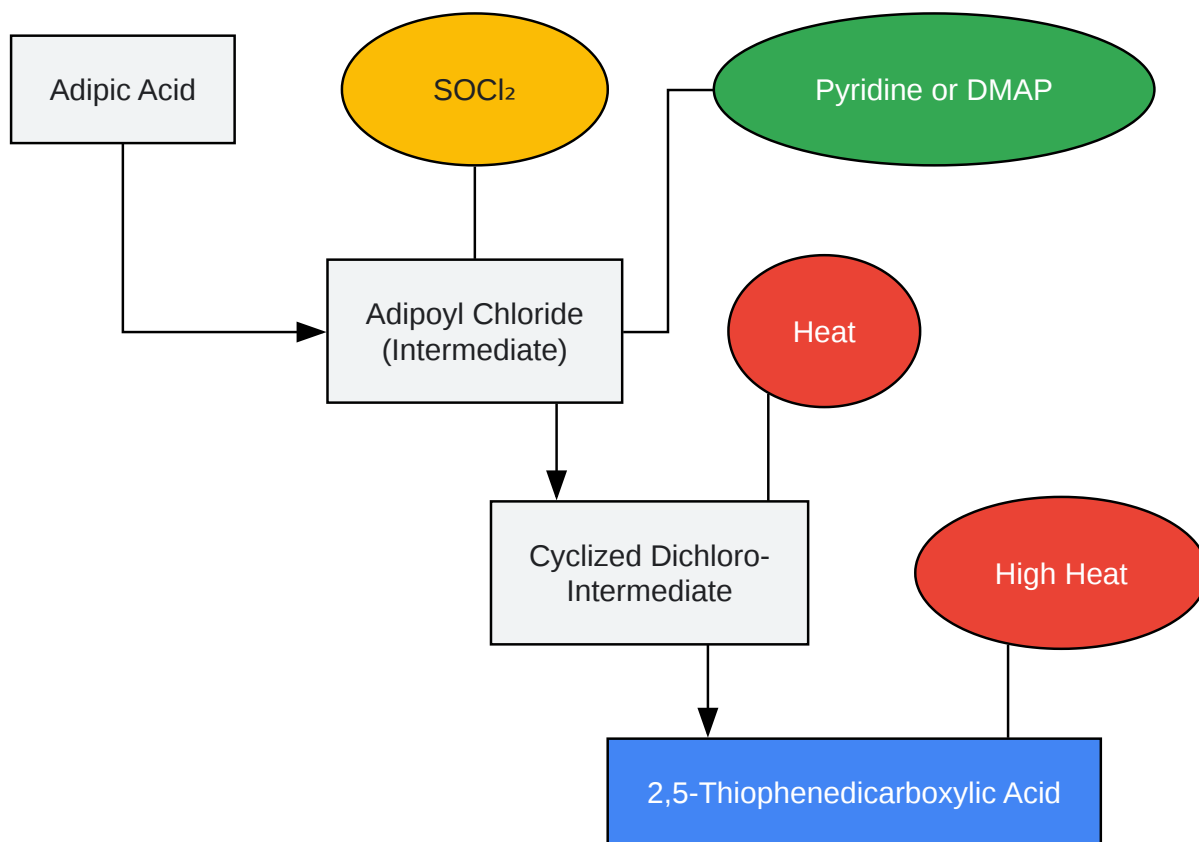 Adipic Acid
SOCl₂
Pyridine or DMAP
Adipoyl Chloride
(Intermediate)
Heat
Cyclized Dichloro-
Intermediate
High Heat
2,5-Thiophenedicarboxylic Acid